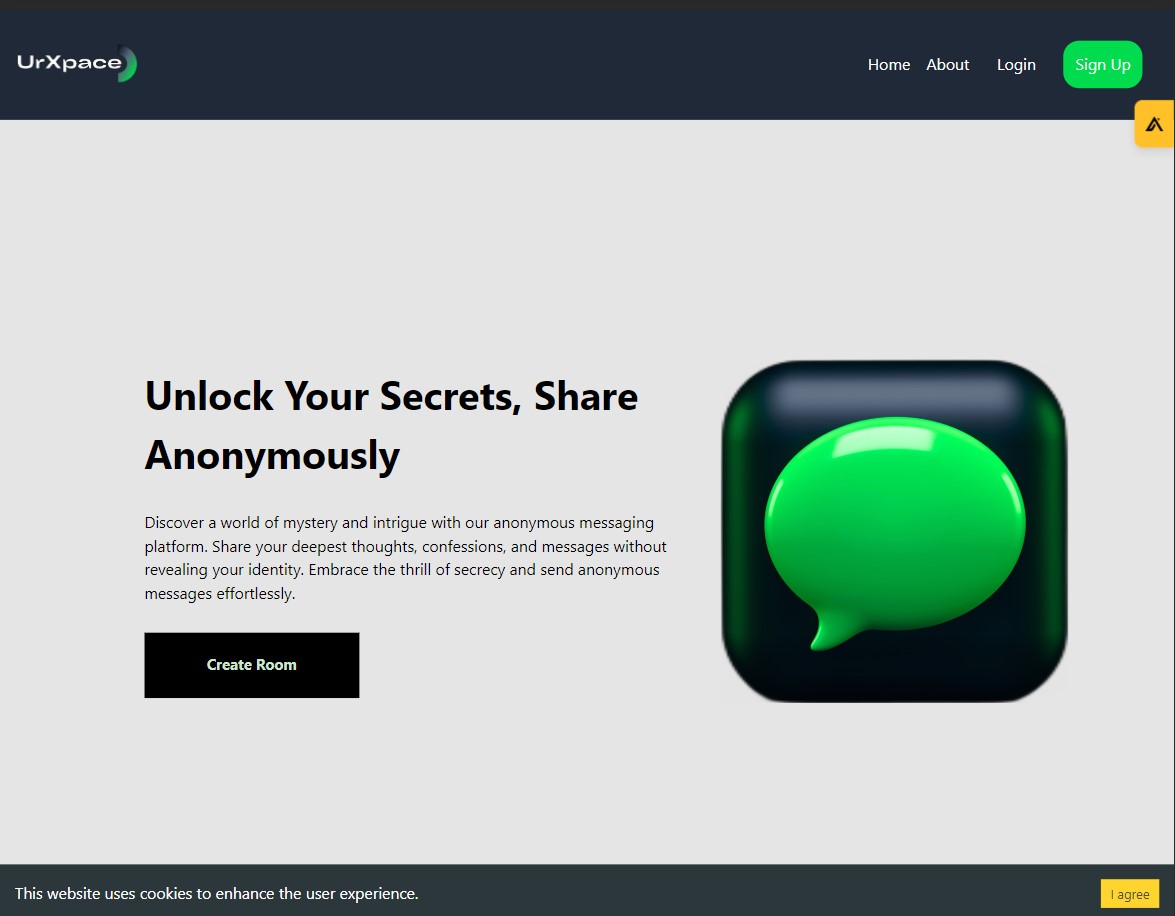 UrXpace
Home About Login Sign Up
Unlock Your Secrets, Share
Anonymously
Discover a world of mystery and intrigue with our anonymous messaging
platform. Share your deepest thoughts, confessions, and messages without
revealing your identity. Embrace the thrill of secrecy and send anonymous
messages effortlessly.
Create Room
This website uses cookies to enhance the user experience.
I agree